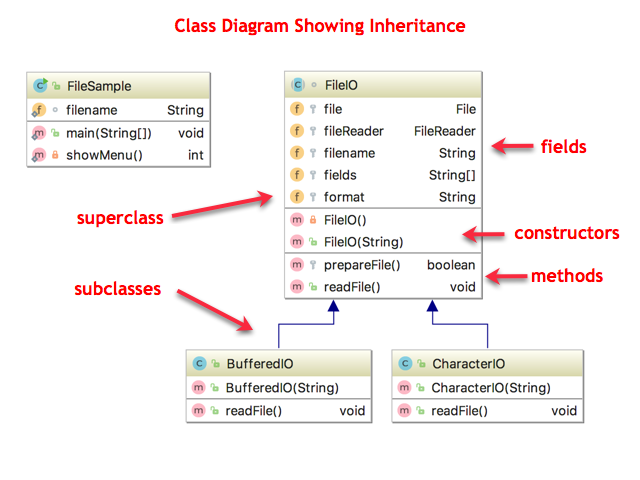 Class Diagram Showing Inheritance
FileSample
filename String
main(String[]) void
showMenu() int
FileIO
file File
fileReader FileReader
filename String
fields String[]
format String
FileIO()
FileIO(String)
prepareFile() boolean
readFile() void
fields
superclass
constructors
methods
subclasses
BufferedIO
BufferedIO(String)
readFile() void
CharacterIO
CharacterIO(String)
readFile() void